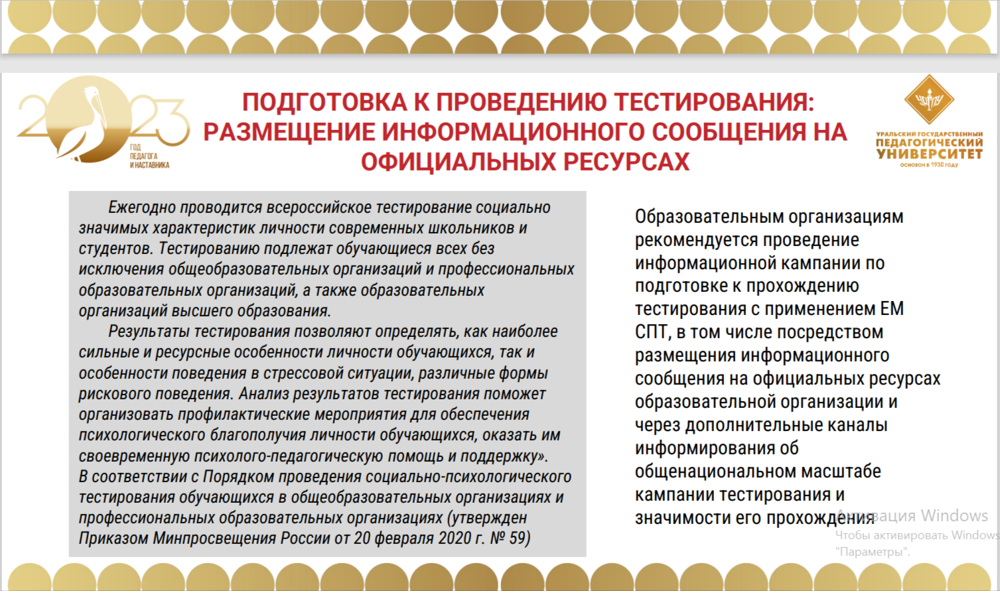 2023
ГОД
ПЕДАГОГА
И НАСТАВНИКА
ПОДГОТОВКА К ПРОВЕДЕНИЮ ТЕСТИРОВАНИЯ:
РАЗМЕЩЕНИЕ ИНФОРМАЦИОННОГО СООБЩЕНИЯ НА
ОФИЦИАЛЬНЫХ РЕСУРСАХ
УрГПУ
УРАЛЬСКИЙ ГОСУДАРСТВЕННЫЙ
ПЕДАГОГИЧЕСКИЙ
УНИВЕРСИТЕТ
основан в 1930 году
Ежегодно проводится всероссийское тестирование социально
значимых характеристик личности современных школьников и
студентов. Тестированию подлежат обучающиеся всех без
исключения общеобразовательных организаций и профессиональных
образовательных организаций, а также образовательных
организаций высшего образования.
Результаты тестирования позволяют определять, как наиболее
сильные и ресурсные особенности личности обучающихся, так и
особенности поведения в стрессовой ситуации, различные формы
рискового поведения. Анализ результатов тестирования поможет
организовать профилактические мероприятия для обеспечения
психологического благополучия личности обучающихся, оказать им
своевременную психолого-педагогическую помощь и поддержку».
В соответствии с Порядком проведения социально-психологического
тестирования обучающихся в общеобразовательных организациях и
профессиональных образовательных организациях (утвержден
Приказом Минпросвещения России от 20 февраля 2020 г. № 59)
Образовательным организациям
рекомендуется проведение
информационной кампании по
подготовке к прохождению
тестирования с применением ЕМ
СПТ, в том числе посредством
размещения информационного
сообщения на официальных ресурсах
образовательной организации и
через дополнительные каналы
информирования об
общенациональном масштабе
кампании тестирования и
значимости его прохождения
Активация Windows
Чтобы активировать Windows
"Параметры".